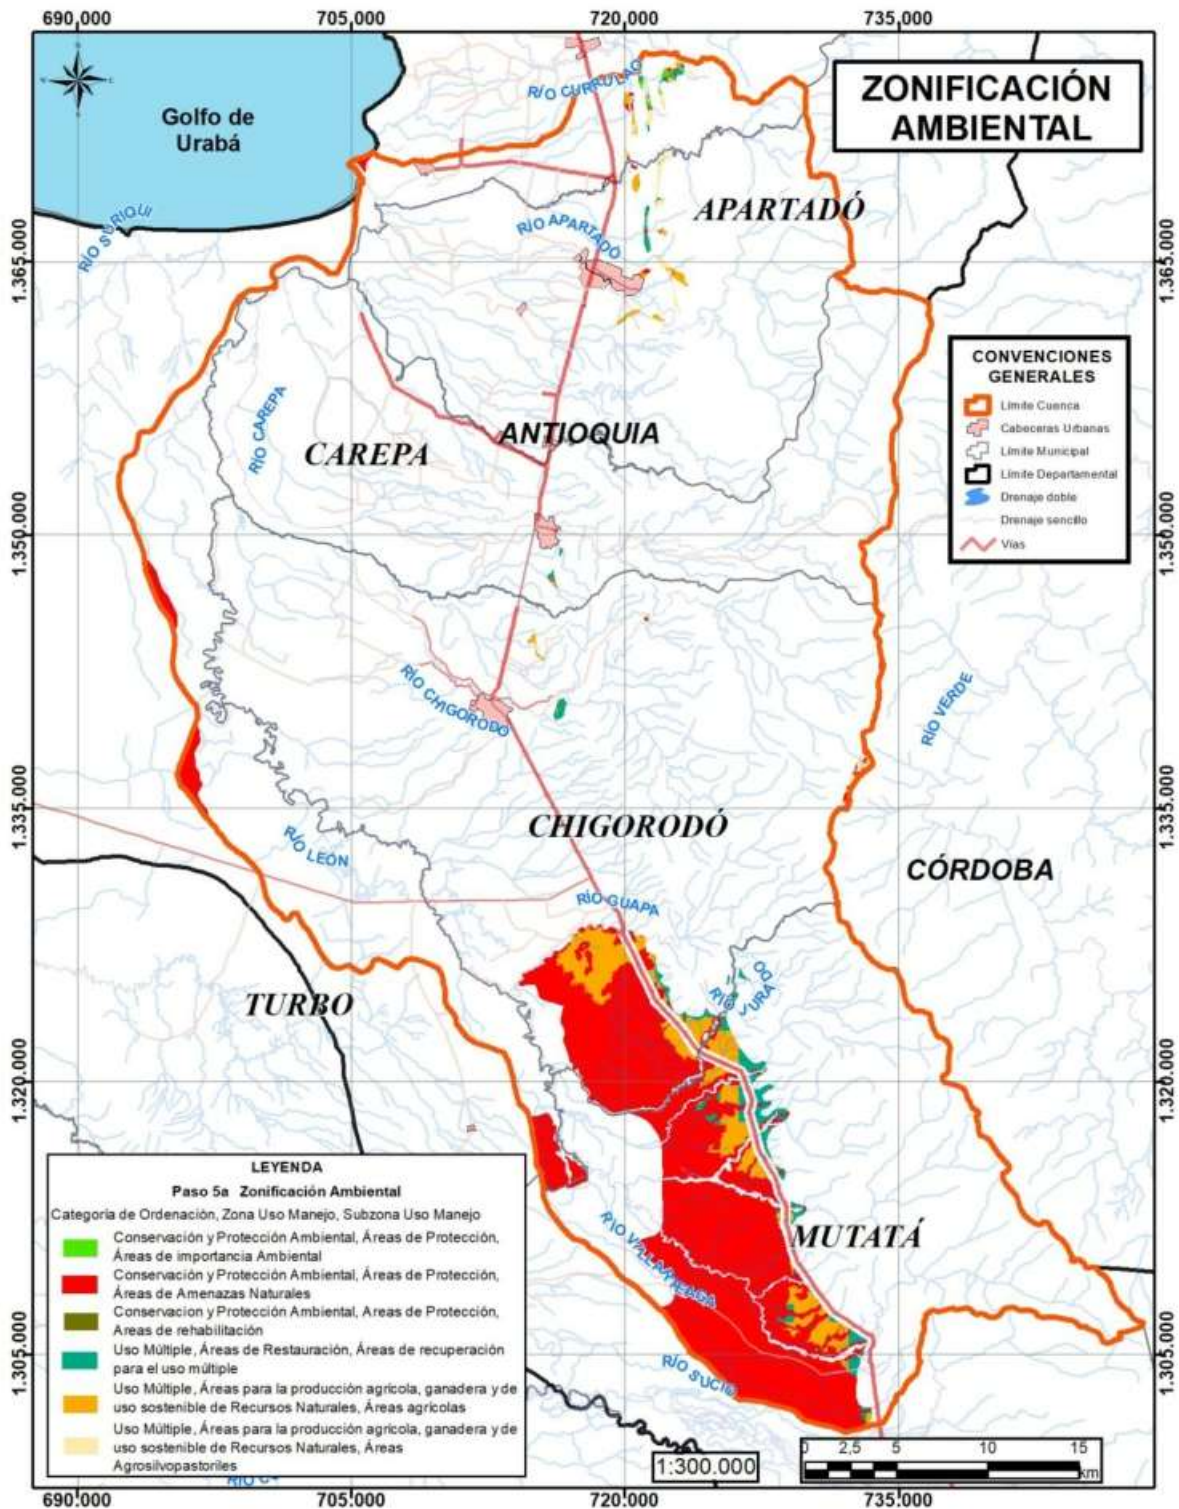 690.000 705.000 720.000 735.000
ZONIFICACIÓN
AMBIENTAL
Golfo de
Urabá
RÍO CURRULAO
RÍO SURIQUI
APARTADÓ
RÍO APARTADÓ
1.365.000
1.365.000
CONVENCIONES
GENERALES
Límite Cuenca
Cabeceras Urbanas
Límite Municipal
Límite Departamental
Drenaje doble
Drenaje sencillo
Vías
RÍO CAREPA
CAREPA
ANTIOQUIA
1.350.000
1.350.000
RÍO CHIGORODO
RÍO VERDE
1.335.000
1.335.000
CHIGORODÓ
RÍO LEÓN
CÓRDOBA
RÍO GUAPA
TURBO
RÍO JURADO
1.320.000
1.320.000
MUTATÁ
RÍO SUCIO
1.305.000
1.305.000
LEYENDA
Paso 5a Zonificación Ambiental
Categoría de Ordenación, Zona Uso Manejo, Subzona Uso Manejo
Conservación y Protección Ambiental, Áreas de Protección,
Áreas de importancia Ambiental
Conservación y Protección Ambiental, Áreas de Protección,
Áreas de Amenazas Naturales
Conservacion y Protección Ambiental, Areas de Protección,
Areas de rehabilitación
Uso Múltiple, Áreas de Restauración, Áreas de recuperación
para el uso múltiple
Uso Múltiple, Áreas para la producción agrícola, ganadera y de
uso sostenible de Recursos Naturales, Áreas agrícolas
Uso Múltiple, Áreas para la producción agrícola, ganadera y de
uso sostenible de Recursos Naturales, Áreas
Agrosilvopastoriles
1:300.000
0 2,5 5 10 15
km
690.000 705.000 720.000 735.000